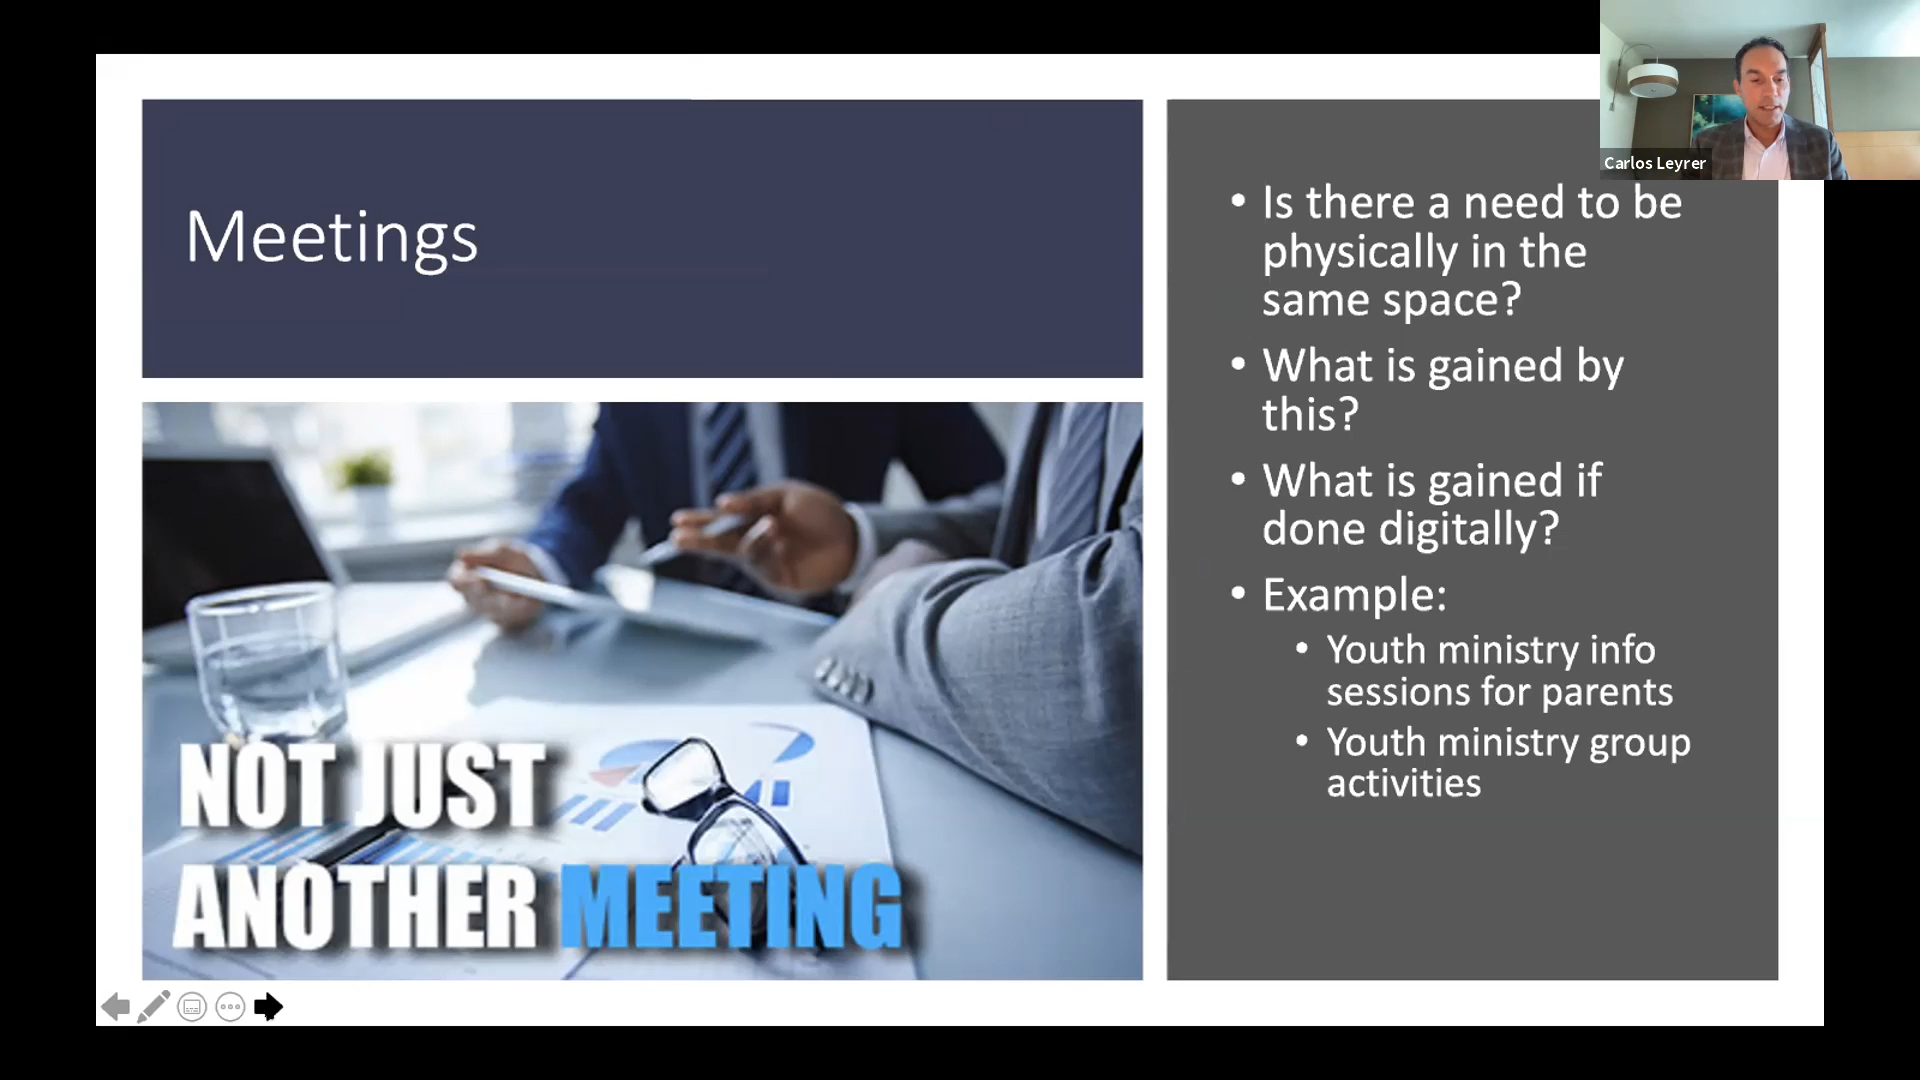 Meetings
NOT JUST
ANOTHER MEETING
• Is there a need to be
physically in the
same space?
• What is gained by
this?
• What is gained if
done digitally?
• Example:
• Youth ministry info
sessions for parents
• Youth ministry group
activities
Carlos Leyrer